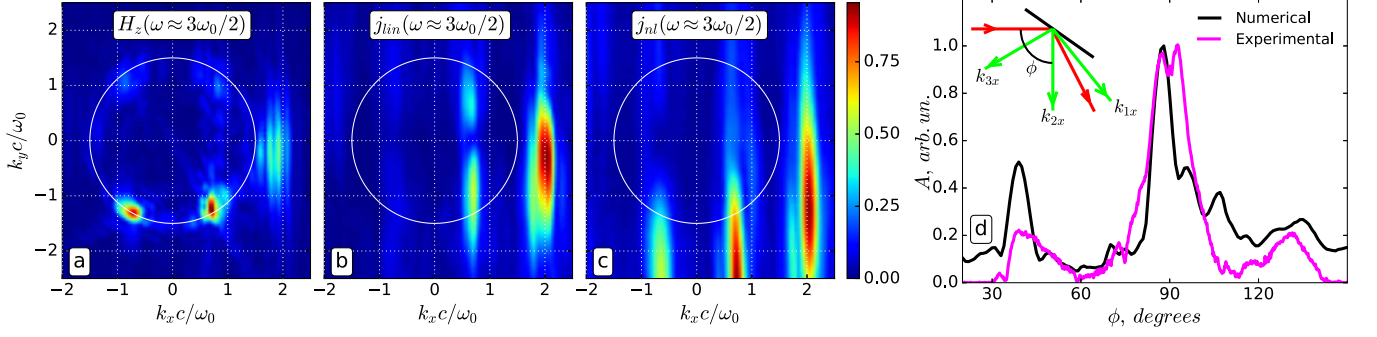 H_z(ω ≈ 3ω_0/2)
j_lin(ω ≈ 3ω_0/2)
j_nl(ω ≈ 3ω_0/2)
k_y c/ω_0
2
1
0
−1
−2
a
−2 −1 0 1 2
k_x c/ω_0
b
−2 −1 0 1 2
k_x c/ω_0
c
−2 −1 0 1 2
k_x c/ω_0
0.75
0.50
0.25
0.00
A, arb. un.
1.0
0.8
0.6
0.4
0.2
0.0
k_3x
ϕ
k_2x
k_1x
Numerical
Experimental
d
30 60 90 120
ϕ, degrees